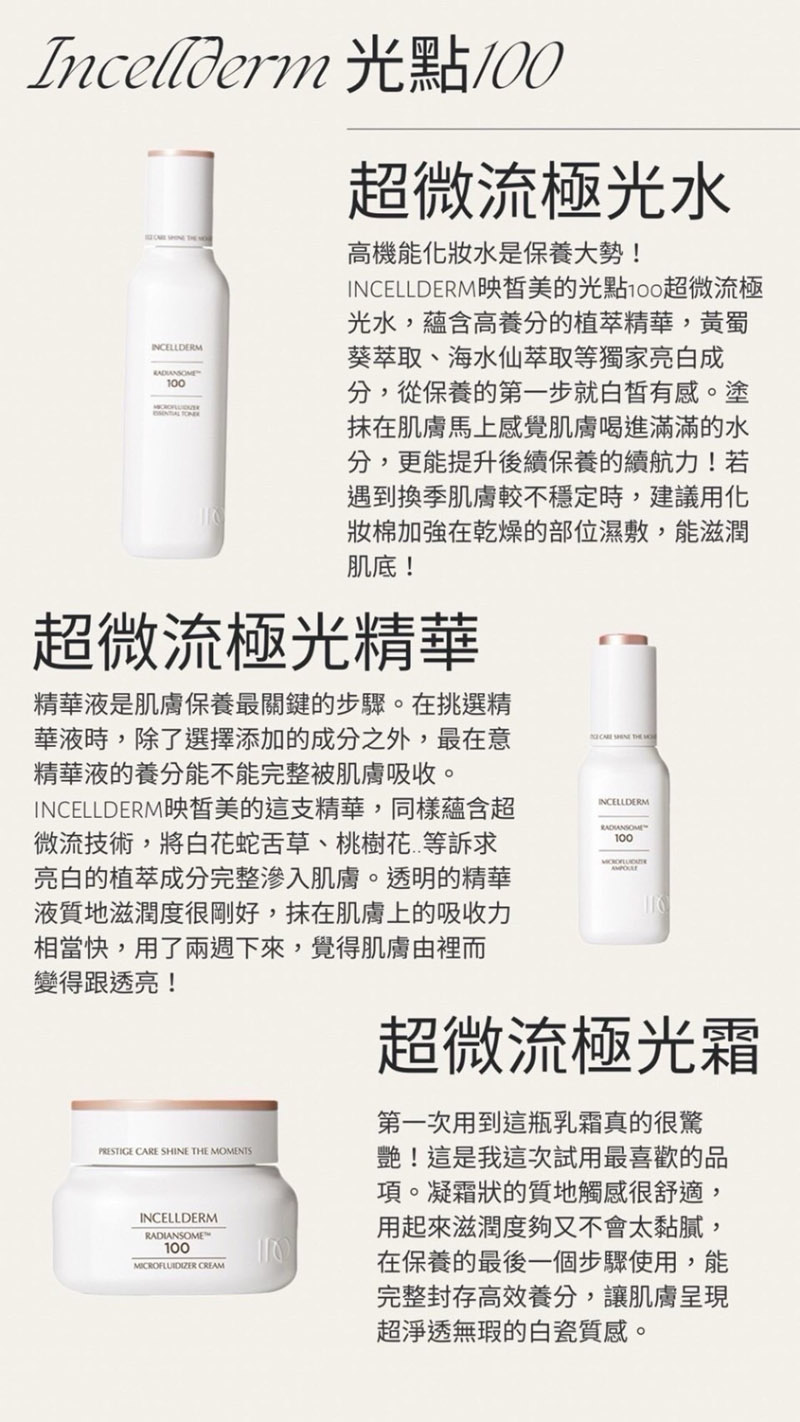 Incellderm 光點100
超微流極光水
高機能化妝水是保養大勢！
INCELLDERM映皙美的光點100超微流極
光水，蘊含高養分的植萃精華，黃蜀
葵萃取、海水仙萃取等獨家亮白成
分，從保養的第一步就白皙有感。塗
抹在肌膚馬上感覺肌膚喝進滿滿的水
分，更能提升後續保養的續航力！若
遇到換季肌膚較不穩定時，建議用化
妝棉加強在乾燥的部位濕敷，能滋潤
肌底！
INCELLDERM
RADIANSOME™
100
MICROFLUIDIZER
ESSENTIAL TONER
超微流極光精華
精華液是肌膚保養最關鍵的步驟。在挑選精
華液時，除了選擇添加的成分之外，最在意
精華液的養分能不能完整被肌膚吸收。
INCELLDERM映皙美的這支精華，同樣蘊含超
微流技術，將白花蛇舌草、桃樹花..等訴求
亮白的植萃成分完整滲入肌膚。透明的精華
液質地滋潤度很剛好，抹在肌膚上的吸收力
相當快，用了兩週下來，覺得肌膚由裡而
變得跟透亮！
INCELLDERM
RADIANSOME™
100
MICROFLUIDIZER
AMPOULE
超微流極光霜
第一次用到這瓶乳霜真的很驚
艷！這是我這次試用最喜歡的品
項。凝霜狀的質地觸感很舒適，
用起來滋潤度夠又不會太黏膩，
在保養的最後一個步驟使用，能
完整封存高效養分，讓肌膚呈現
超淨透無瑕的白瓷質感。
PRESTIGE CARE SHINE THE MOMENTS
INCELLDERM
RADIANSOME™
100
MICROFLUIDIZER CREAM